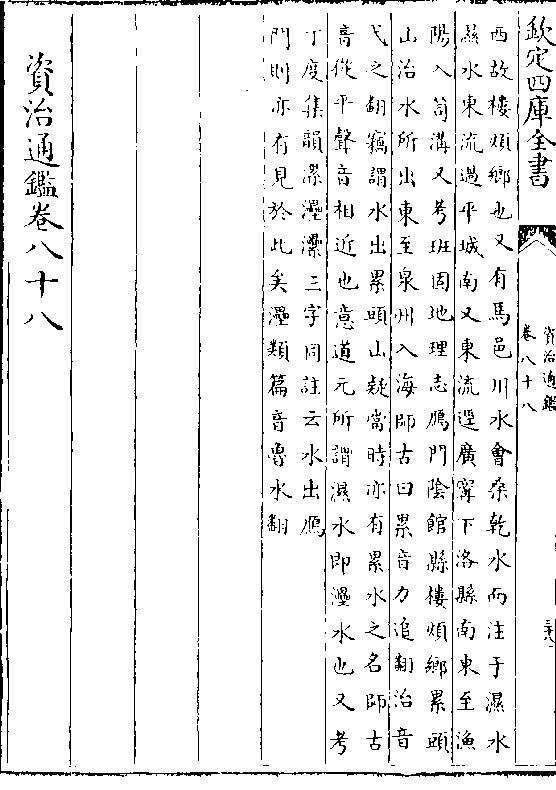 欽定四庫全書
資治通鑑
卷八十八
西故樓煩鄉也又有馬邑川水會桑乾水而注于濕水
濕水東流過平城南又東流逕廣寗下洛縣南東至漁
陽入笥溝又考班固地理志鴈門陰館縣樓煩鄉累頭
山治水所出東至泉州入海師古曰累音力追翻治音
弋之翻竊謂水出累頭山疑當時亦有累水之名師古
音從平聲音相近也意道元所謂濕水即灅水也又考
丁度集韻漯灅灢三字同註云水出鴈
門則亦有見於此矣灅類篇音魯水翻
資治通鑑卷八十八